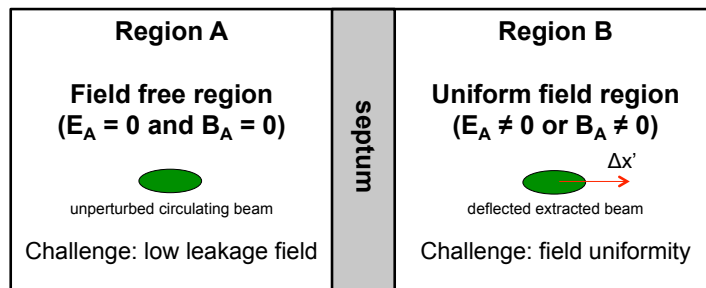 Region A
Field free region
(E_A = 0 and B_A = 0)
unperturbed circulating beam
Challenge: low leakage field
septum
Region B
Uniform field region
(E_A ≠ 0 or B_A ≠ 0)
Δx’
deflected extracted beam
Challenge: field uniformity